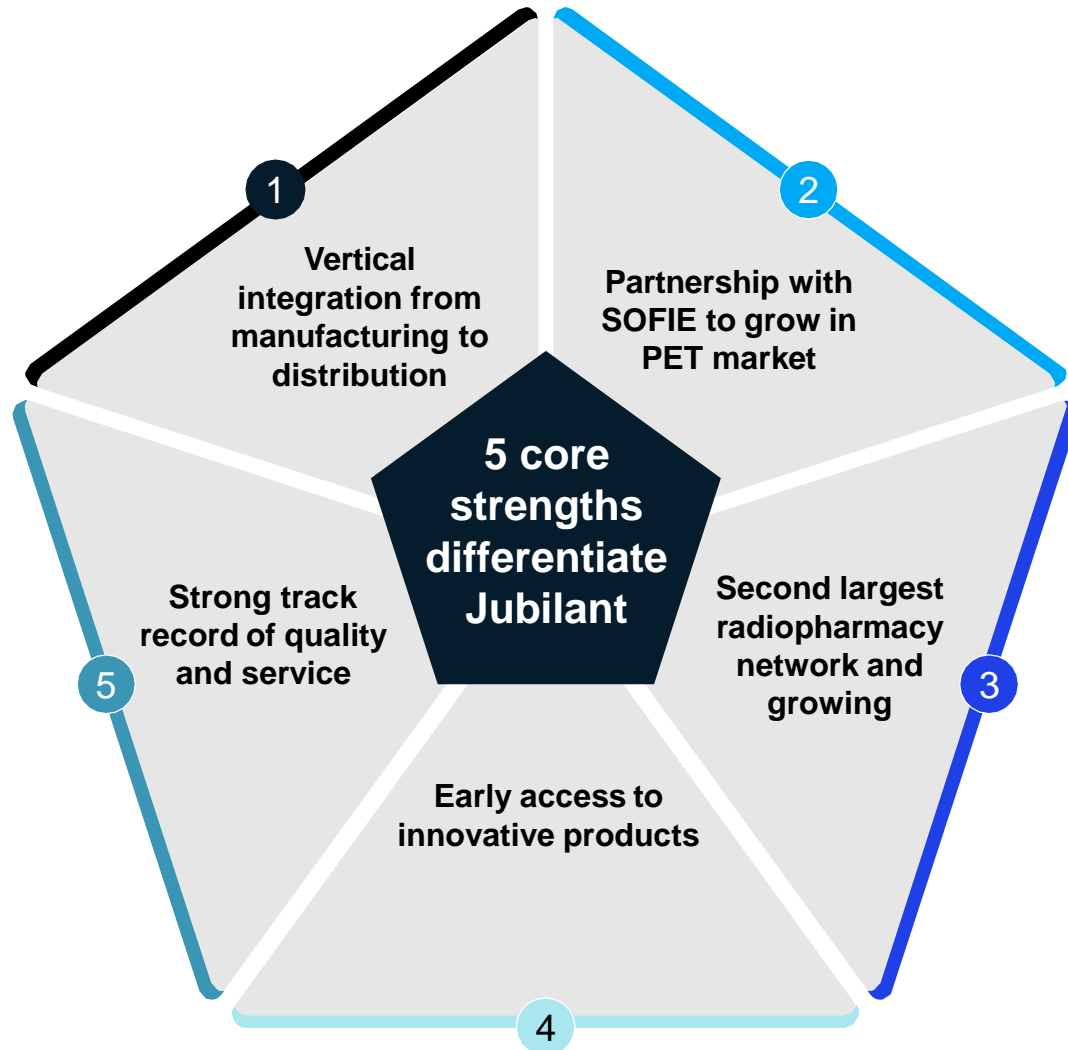 1
Vertical
integration from
manufacturing to
distribution
2
Partnership with
SOFIE to grow in
PET market
5 core
strengths
differentiate
Jubilant
3
Second largest
radiopharmacy
network and
growing
4
Early access to
innovative products
5
Strong track
record of quality
and service